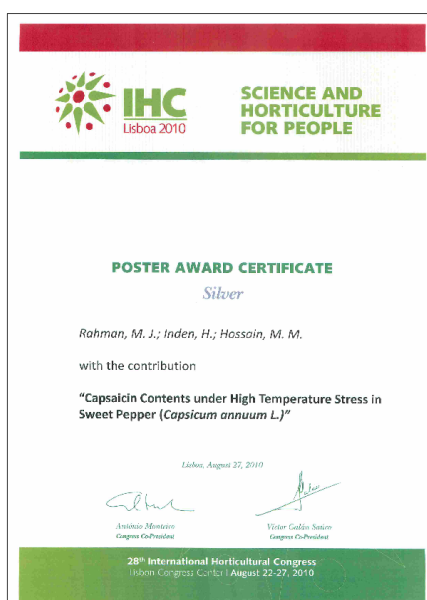 IHC
Lisboa 2010
SCIENCE AND
HORTICULTURE
FOR PEOPLE
POSTER AWARD CERTIFICATE
Silver
Rahman, M. J.; Inden, H.; Hossain, M. M.
with the contribution
“Capsaicin Contents under High Temperature Stress in
Sweet Pepper (Capsicum annuum L.)”
Lisboa, August 27, 2010
António Monteiro
Víctor Galán Saúco
Congress Co-President
Congress Co-President
28th International Horticultural Congress
Lisbon Congress Center | August 22-27, 2010